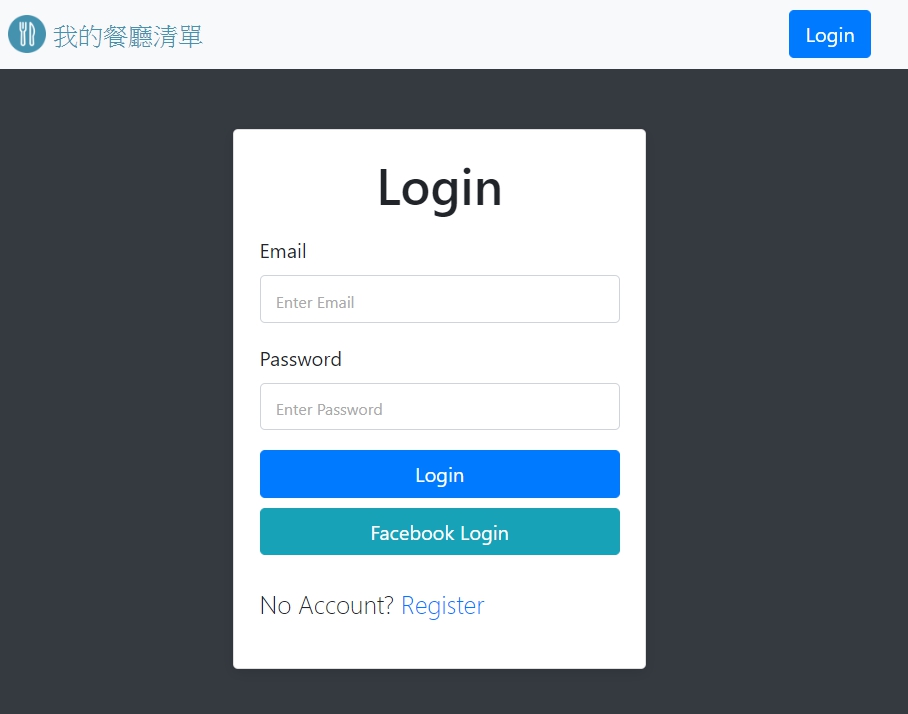 我的餐廳清單
Login
Login
Email
Enter Email
Password
Enter Password
Login
Facebook Login
No Account? Register